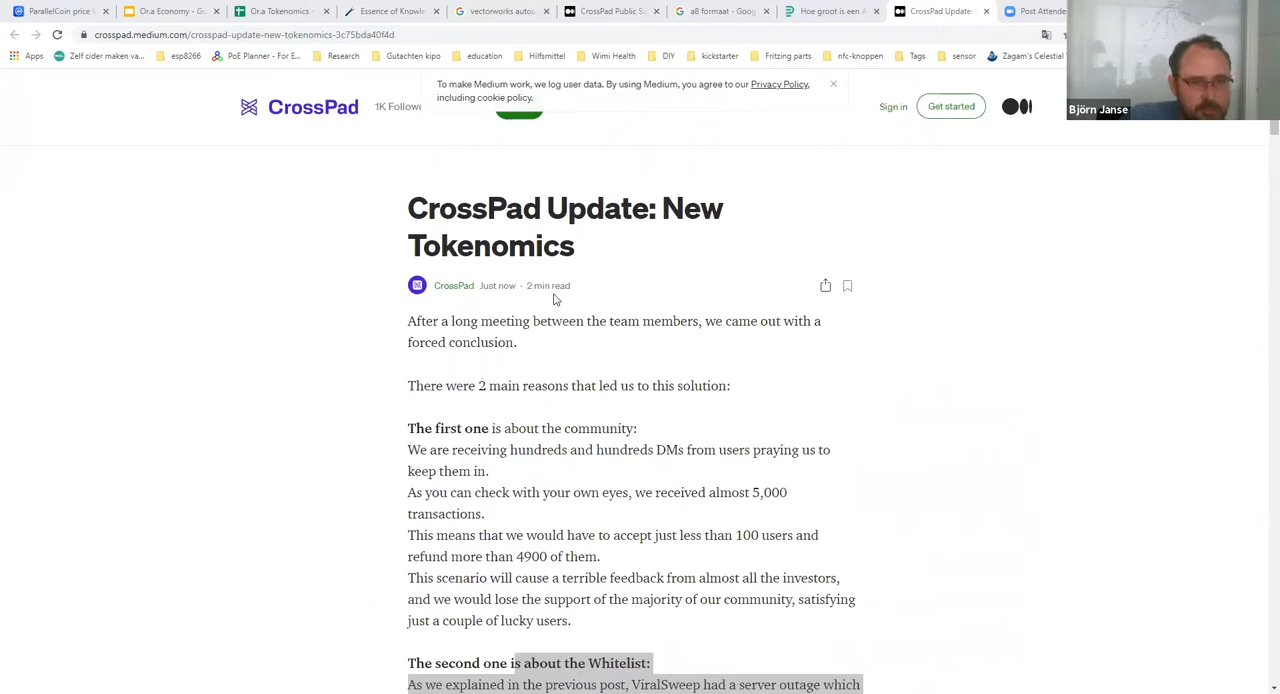 ParallelCoin price t
Or.a Economy - Go
Or.a Tokenomics -
Essence of Knowle
vectorworks autou
CrossPad Public Sa
a8 formaat - Goog
Hoe groot is een A
CrossPad Update:
Post Attende
crosspad.medium.com/crosspad-update-new-tokenomics-3c75bda40f4d
Apps
Zelf cider maken va...
esp8266
PoE Planner - For E...
Research
Gutachten kipti
education
Hilfsmittel
Wimi Health
DIY
kickstarter
Fritzing parts
nfc-knoppen
Tags
sensor
Zagam's Celestial
Björn Janse
To make Medium work, we log user data. By using Medium, you agree to our Privacy Policy,
including cookie policy.
CrossPad
1K Followe
Sign in
Get started
CrossPad Update: New
Tokenomics
CrossPad Just now · 2 min read
After a long meeting between the team members, we came out with a
forced conclusion.
There were 2 main reasons that led us to this solution:
The first one is about the community:
We are receiving hundreds and hundreds DMs from users praying us to
keep them in.
As you can check with your own eyes, we received almost 5,000
transactions.
This means that we would have to accept just less than 100 users and
refund more than 4900 of them.
This scenario will cause a terrible feedback from almost all the investors,
and we would lose the support of the majority of our community, satisfying
just a couple of lucky users.
The second one is about the Whitelist:
As we explained in the previous post, ViralSweep had a server outage which